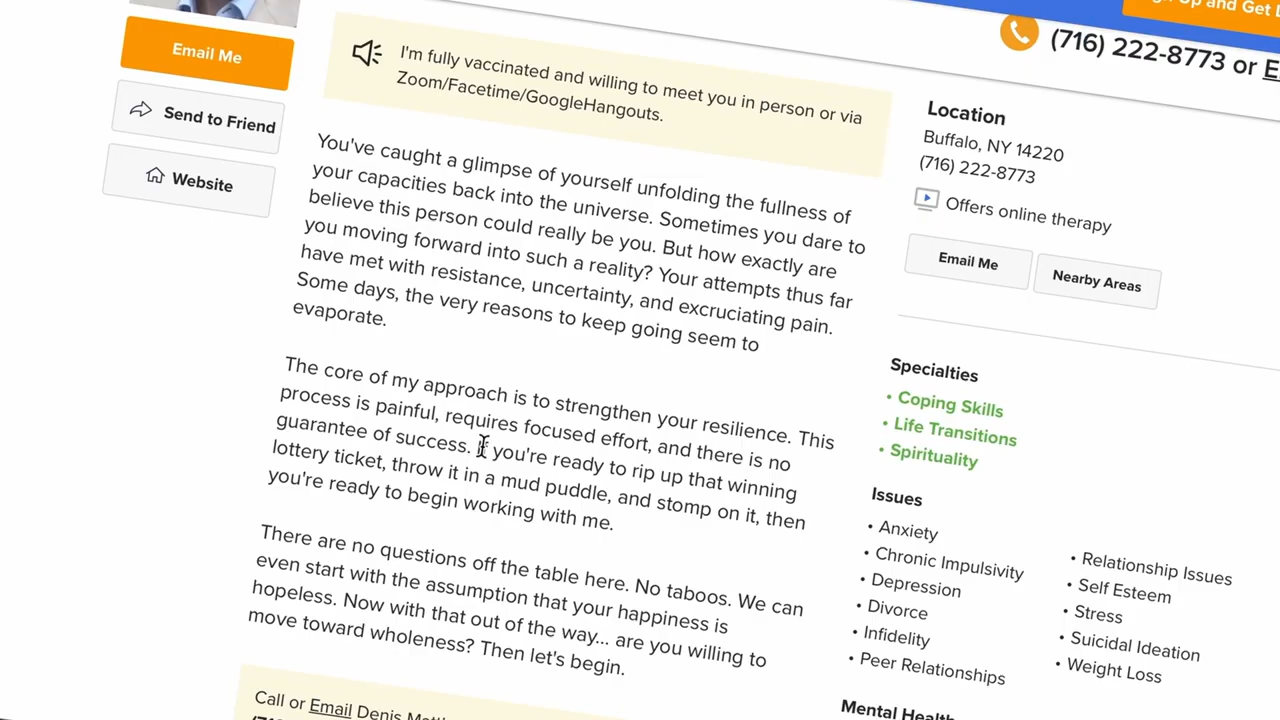 Up and Get
(716) 222-8773 or
Email Me
Send to Friend
Website
I'm fully vaccinated and willing to meet you in person or via
Zoom/Facetime/GoogleHangouts.
You've caught a glimpse of yourself unfolding the fullness of
your capacities back into the universe. Sometimes you dare to
believe this person could really be you. But how exactly are
you moving forward into such a reality? Your attempts thus far
have met with resistance, uncertainty, and excruciating pain.
Some days, the very reasons to keep going seem to
evaporate.
The core of my approach is to strengthen your resilience. This
process is painful, requires focused effort, and there is no
guarantee of success. If you're ready to rip up that winning
lottery ticket, throw it in a mud puddle, and stomp on it, then
you're ready to begin working with me.
There are no questions off the table here. No taboos. We can
even start with the assumption that your happiness is
hopeless. Now with that out of the way... are you willing to
move toward wholeness? Then let's begin.
Call or Email Denis
Location
Buffalo, NY 14220
(716) 222-8773
Offers online therapy
Email Me
Nearby Areas
Specialties
• Coping Skills
• Life Transitions
• Spirituality
Issues
• Anxiety
• Chronic Impulsivity
• Depression
• Divorce
• Infidelity
• Peer Relationships
• Relationship Issues
• Self Esteem
• Stress
• Suicidal Ideation
• Weight Loss
Mental Health